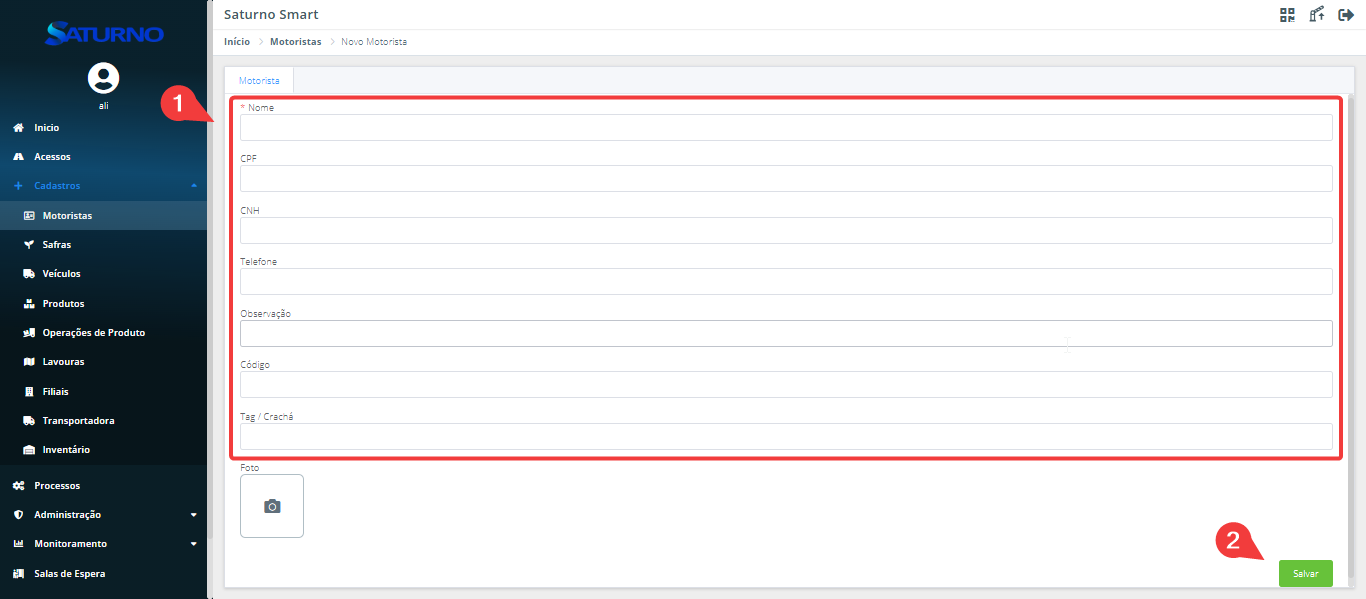 SATURNO
ali
Início
Acessos
Cadastros
Motoristas
Safras
Veículos
Produtos
Operações de Produto
Lavouras
Filiais
Transportadora
Inventário
Processos
Administração
Monitoramento
Salas de Espera
Saturno Smart
Início > Motoristas > Novo Motorista
Motorista
1
* Nome
CPF
CNH
Telefone
Observação
Código
Tag / Crachá
Foto
2
Salvar